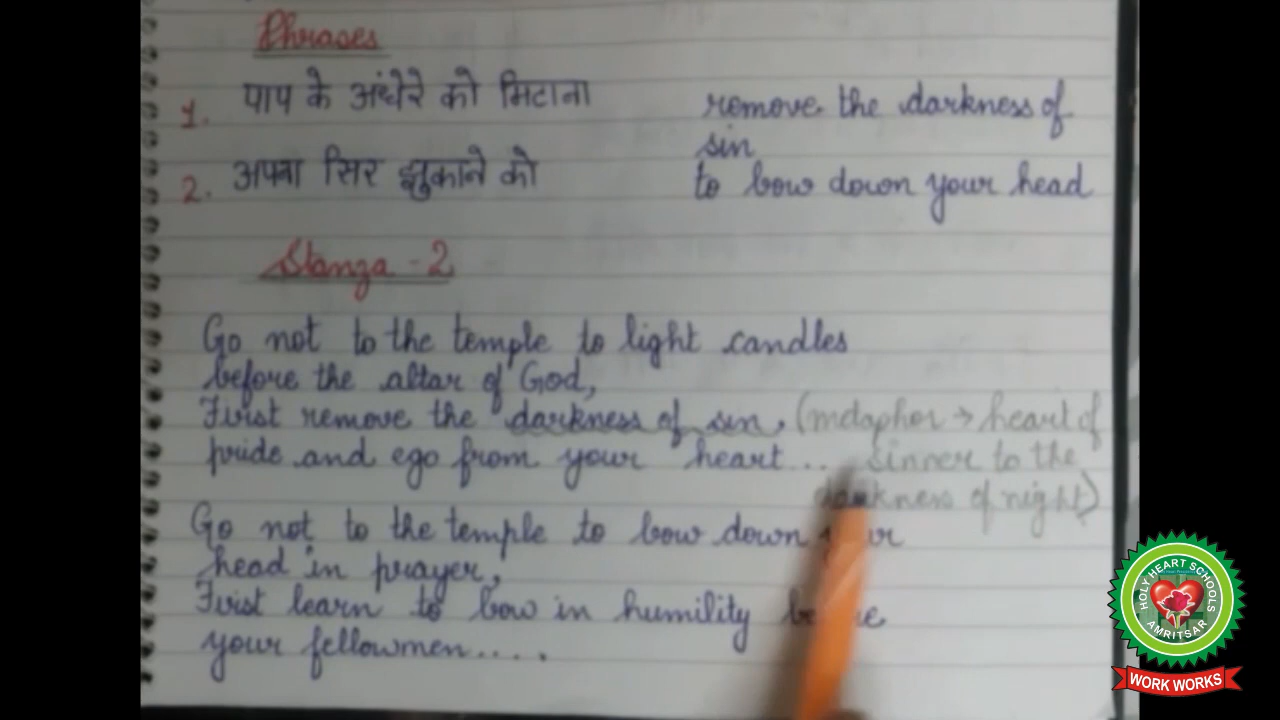 Phrases
1. पाप के अंधेरे को मिटाना remove the darkness of
sin
2. अपना सिर झुकाने को to bow down your head
Stanza - 2
Go not to the temple to light candles
before the altar of God,
First remove the darkness of sin, (metaphor → heart of
pride and ego from your heart... sinner to the
darkness of night)
Go not to the temple to bow down your
head in prayer,
First learn to bow in humility before
your fellowmen....
HOLY HEART SCHOOLS
AMRITSAR
WORK WORKS